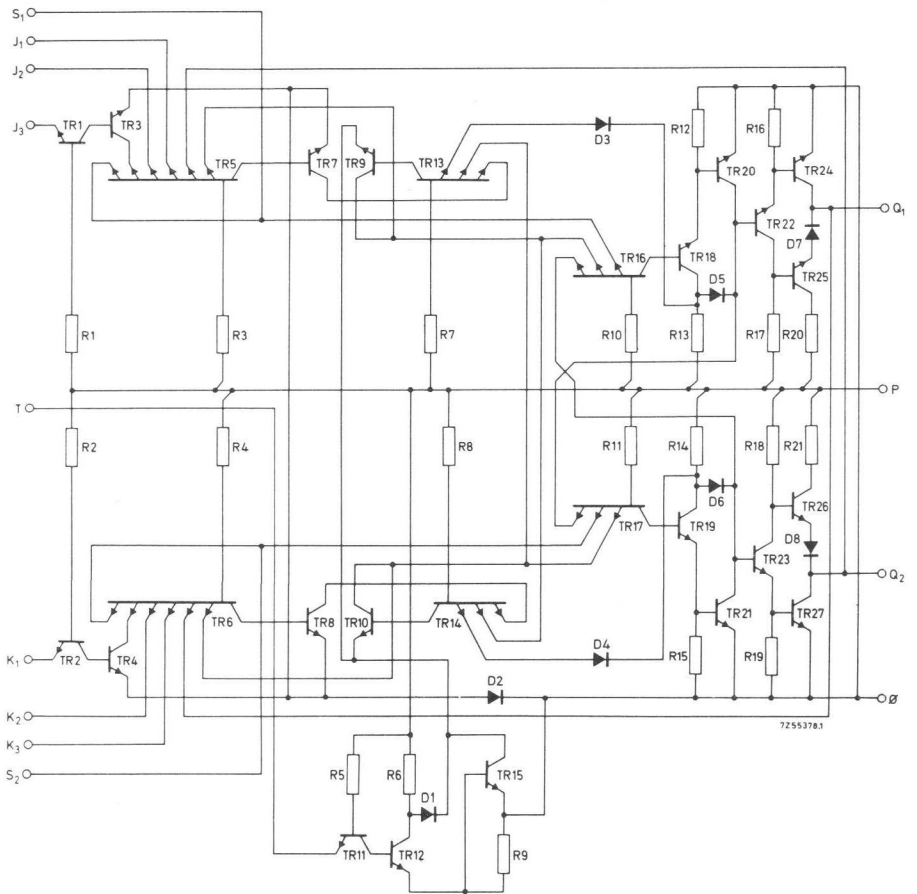 S₁
J₁
J₂
J₃ TR1 TR3
TR5 TR7 TR9 TR13
D3
R12 R16
TR20 TR24
Q₁
TR22
D7
TR16 TR18 TR25
D5
R1 R3 R7 R10 R13 R17 R20
P
T
R2 R4 R8 R11 R14 R18 R21
D6
TR17 TR19 TR26
D8
TR23
Q₂
TR6 TR8 TR10 TR14 TR21 TR27
K₁ TR2 TR4
D4 R15 R19
D2
Ø
K₂
7Z55378.1
K₃
S₂
R5 R6 TR15
D1
TR11 TR12 R9